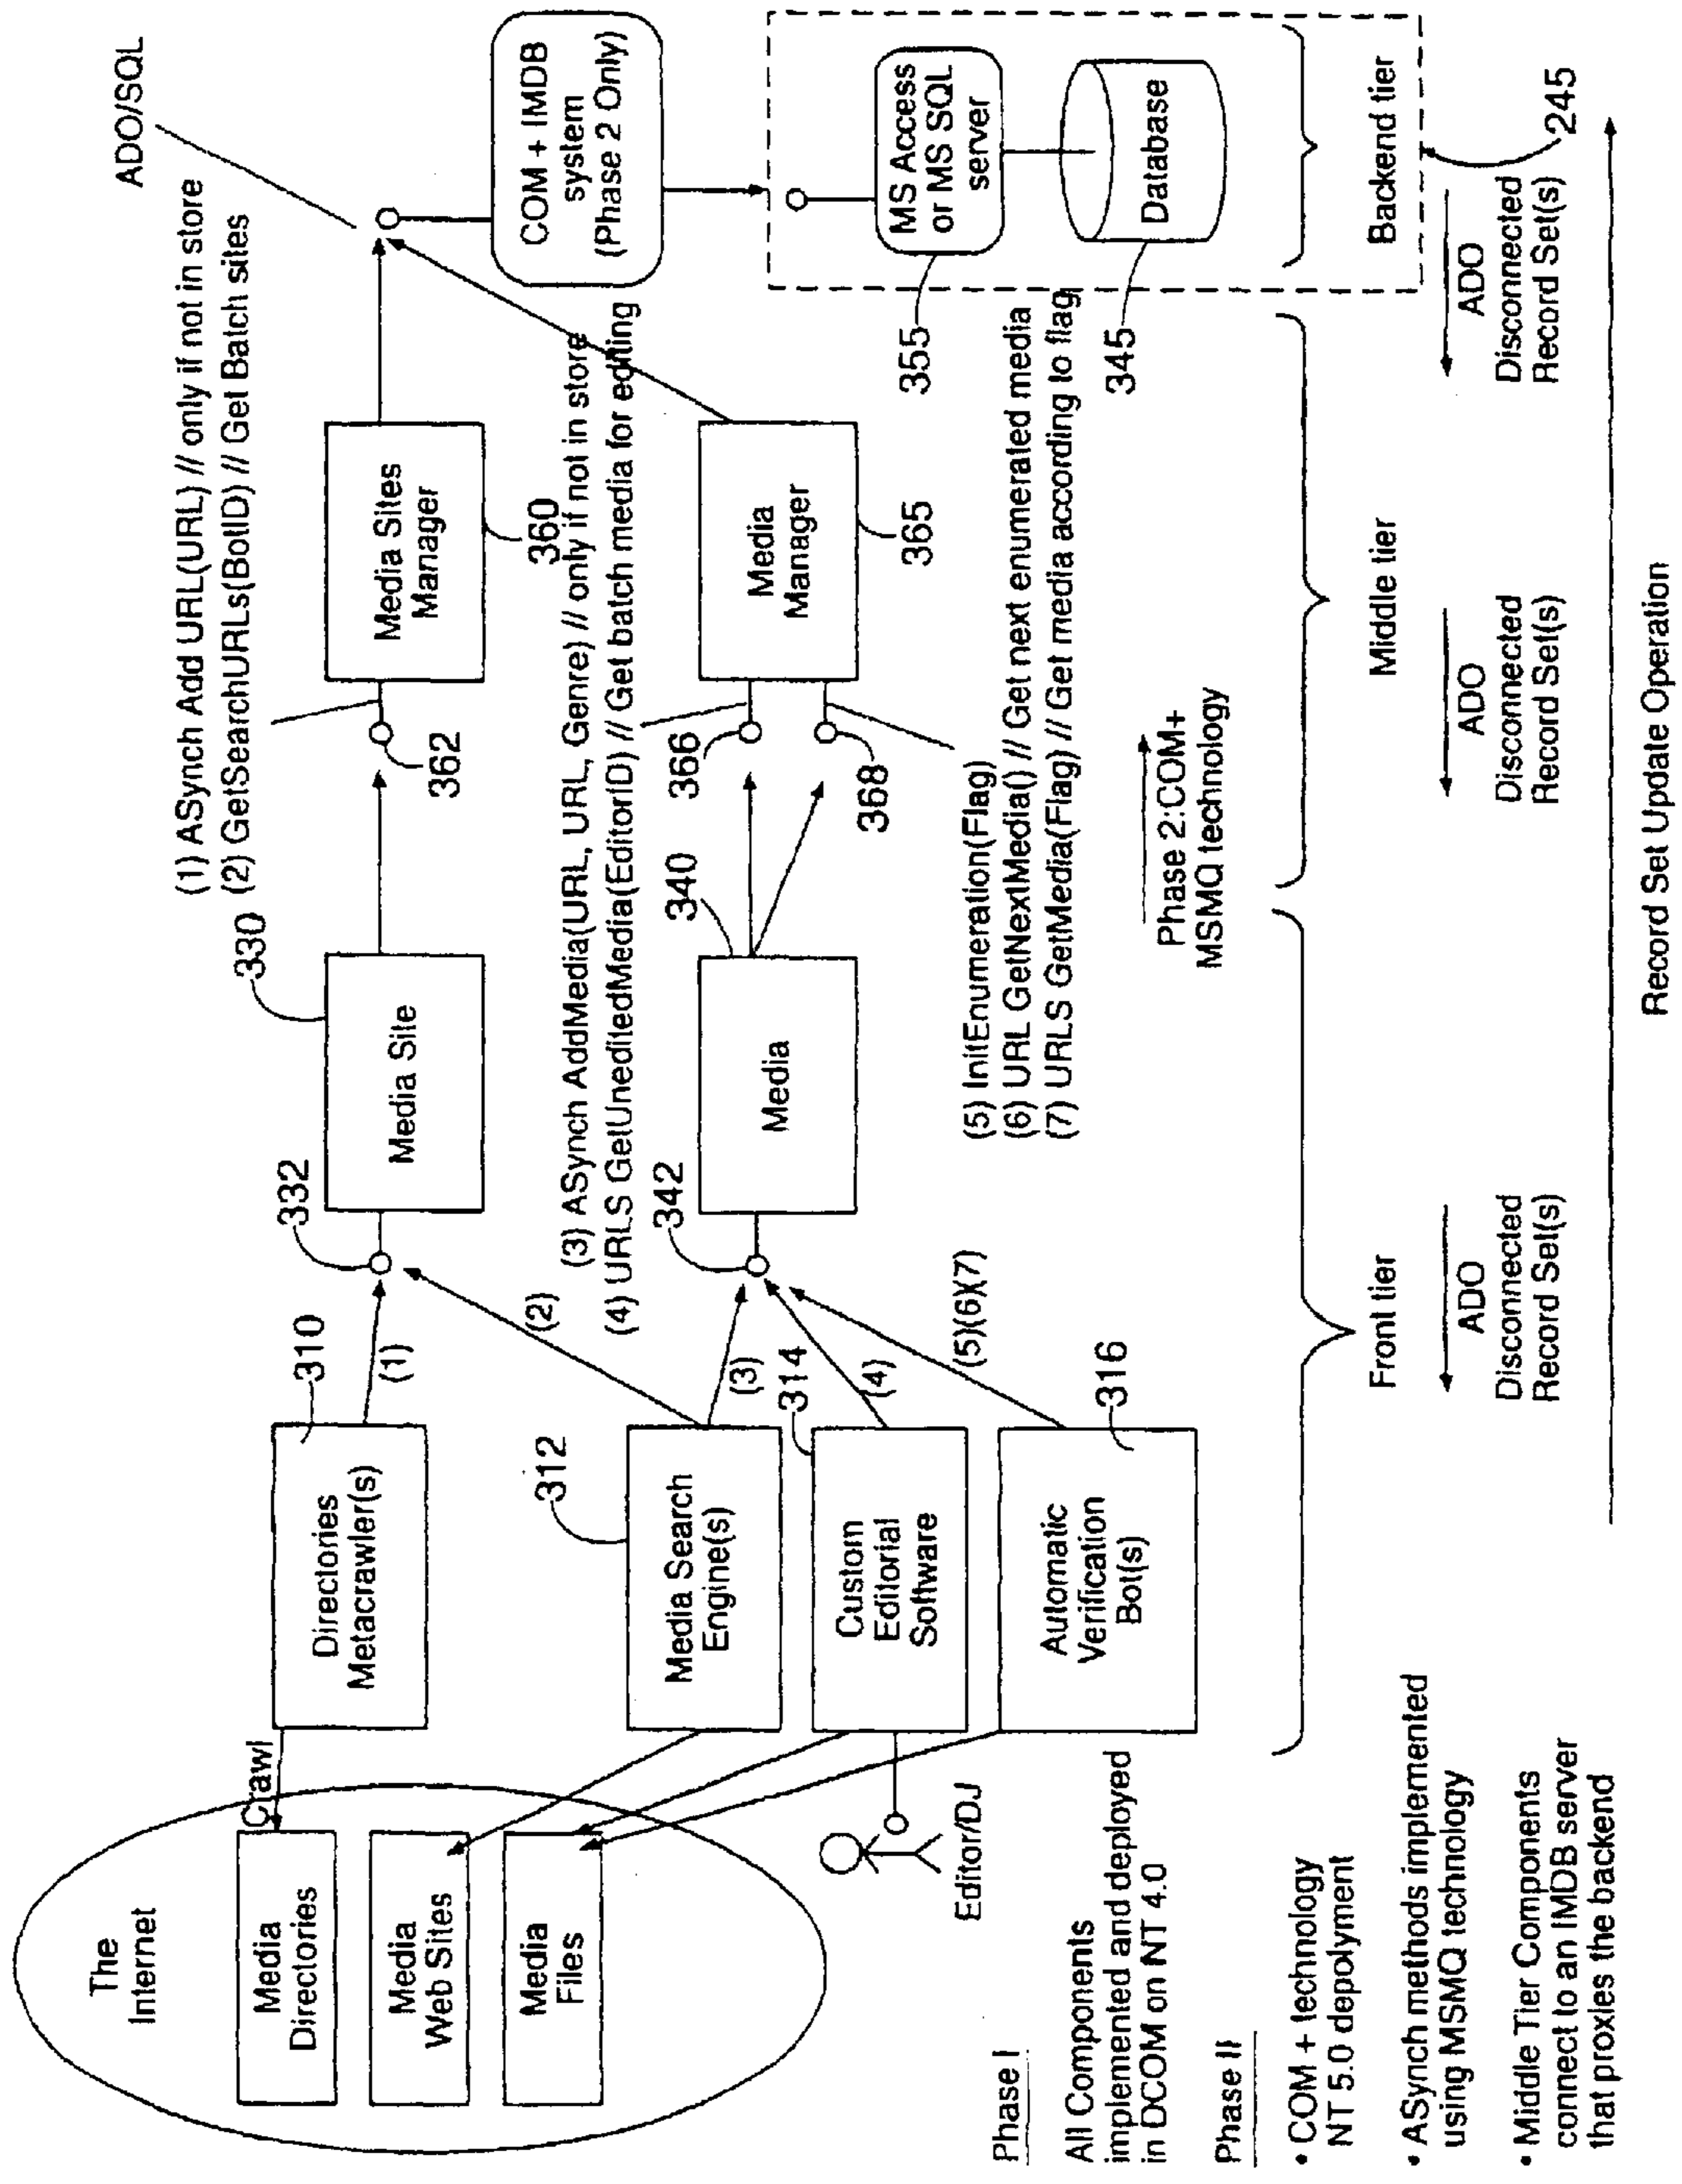 The
Internet
Media
Directories
Media
Web Sites
Media
Files
Crawl
Directories
Metacrawler(s)
310
(1)
332
Media Site
330
(1) ASynch Add URL(URL) // only if not in store
(2) GetSearchURLs(BotID) // Get Batch sites
362
Media Sites
Manager
360
ADO/SQL
COM + IMDB
system
(Phase 2 Only)
312
Media Search
Engine(s)
(2)
(3)
314
Custom
Editorial
Software
(4)
Editor/DJ
Automatic
Verification
Bot(s)
316
(5)(6)(7)
(3) ASynch AddMedia(URL, URL, Genre) // only if not in store
(4) URLS GetUneditedMedia(EditorID) // Get batch media for editing
342
Media
340
366
368
Media
Manager
365
(5) InitEnumeration(Flag)
(6) URL GetNextMedia() // Get next enumerated media
(7) URLS GetMedia(Flag) // Get media according to flag
MS Access
or MS SQL
server
355
Database
345
Backend tier
245
Phase 2:COM+
MSMQ technology
Front tier
Middle tier
ADO
Disconnected
Record Set(s)
ADO
Disconnected
Record Set(s)
ADO
Disconnected
Record Set(s)
Record Set Update Operation
Phase I
All Components
implemented and deployed
in DCOM on NT 4.0
Phase II
• COM + technology
NT 5.0 depolyment
• ASynch methods implemented
using MSMQ technology
• Middle Tier Components
connect to an IMDB server
that proxies the backend